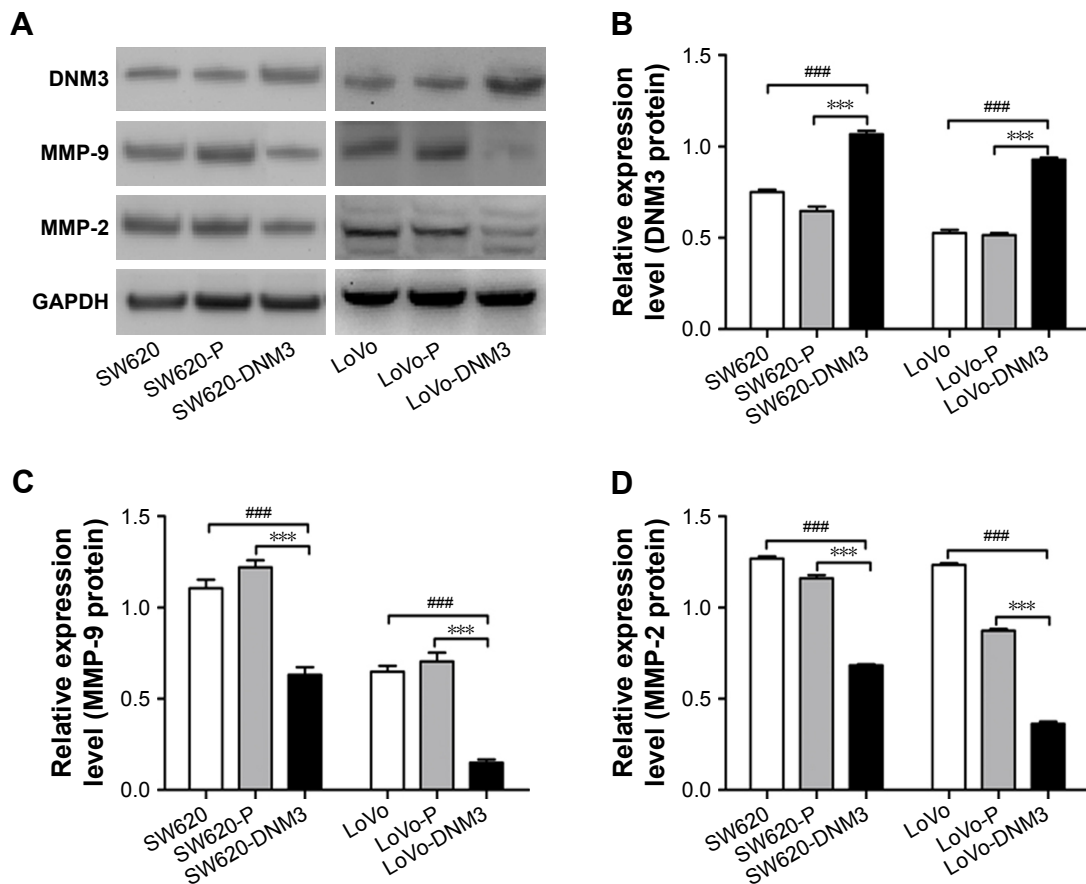 A
DNM3
MMP-9
MMP-2
GAPDH
SW620
SW620-P
SW620-DNM3
LoVo
LoVo-P
LoVo-DNM3
B
Relative expression
level (DNM3 protein)
1.5
1.0
0.5
0.0
###
***
###
***
SW620
SW620-P
SW620-DNM3
LoVo
LoVo-P
LoVo-DNM3
C
Relative expression
level (MMP-9 protein)
1.5
1.0
0.5
0.0
###
***
###
***
SW620
SW620-P
SW620-DNM3
LoVo
LoVo-P
LoVo-DNM3
D
Relative expression
level (MMP-2 protein)
1.5
1.0
0.5
0.0
###
***
###
***
SW620
SW620-P
SW620-DNM3
LoVo
LoVo-P
LoVo-DNM3